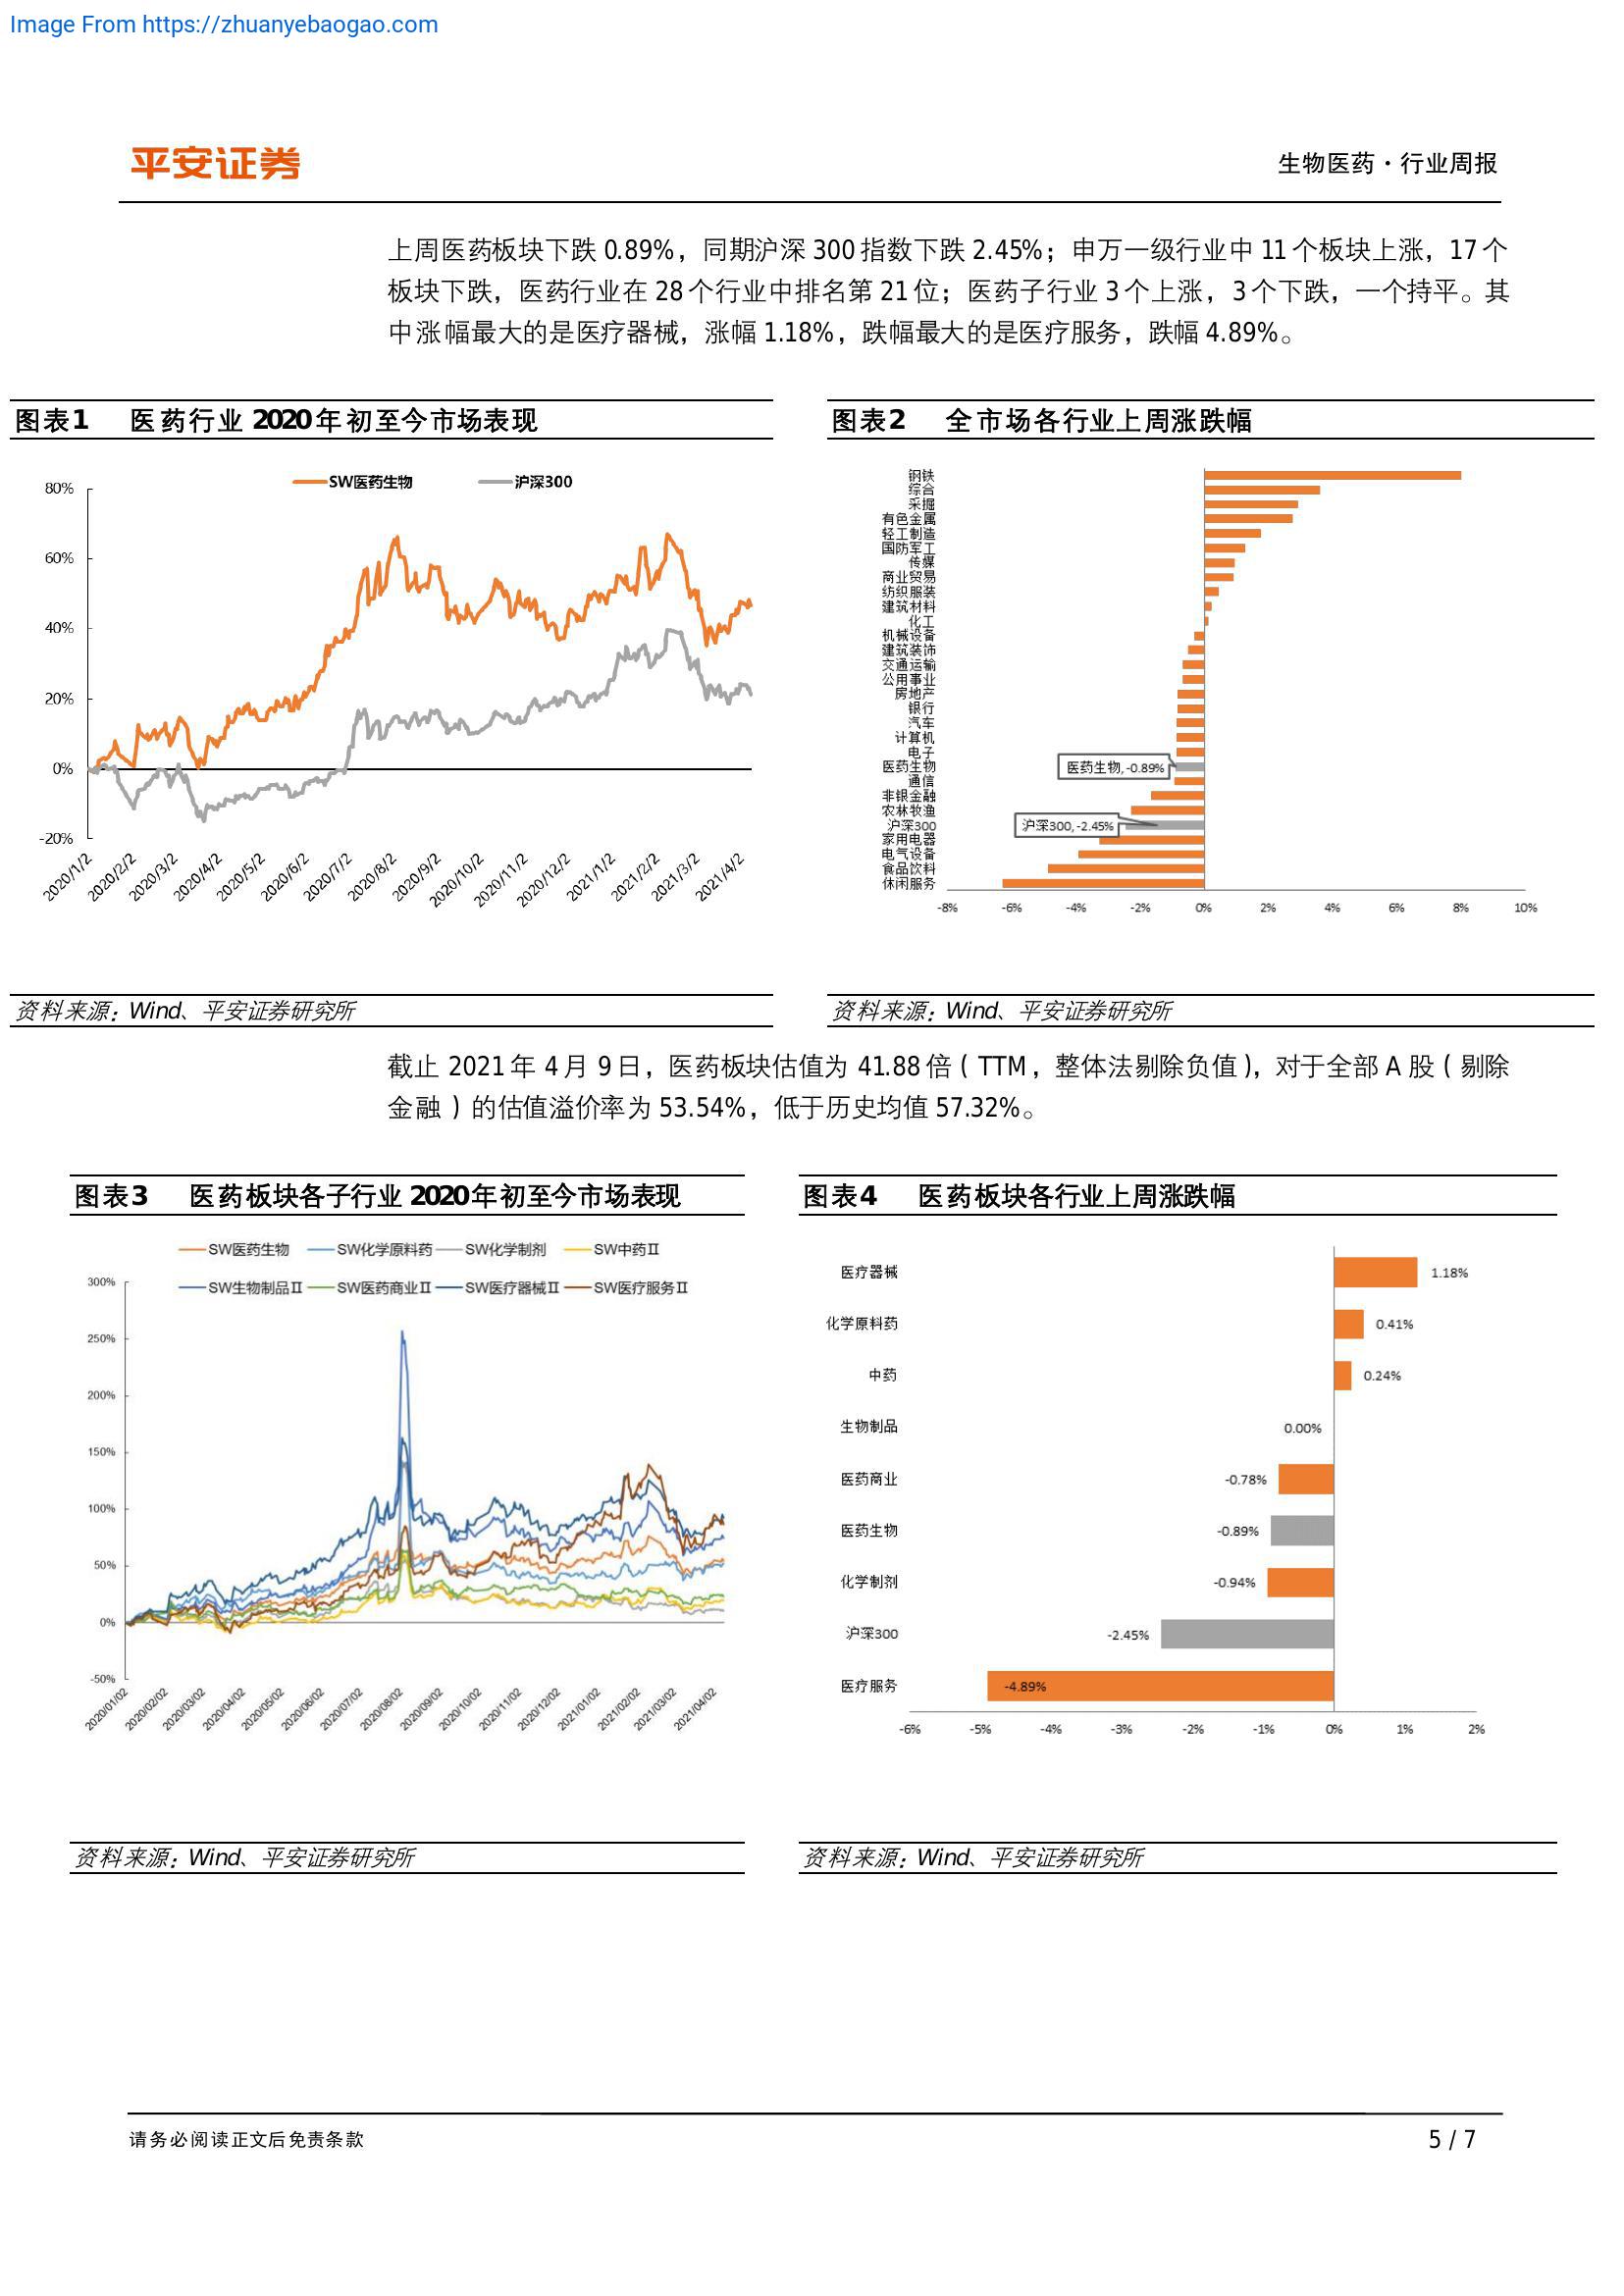 Image From https://zhuanyebaogao.com
平安证券
生物医药·行业周报
上周医药板块下跌 0.89%，同期沪深 300 指数下跌 2.45%；申万一级行业中 11 个板块上涨，17 个
板块下跌，医药行业在 28 个行业中排名第 21 位；医药子行业 3 个上涨，3 个下跌，一个持平。其
中涨幅最大的是医疗器械，涨幅 1.18%，跌幅最大的是医疗服务，跌幅 4.89%。
图表1 医药行业 2020 年初至今市场表现
SW医药生物 沪深300
80%
60%
40%
20%
0%
-20%
2020/1/2 2020/2/2 2020/3/2 2020/4/2 2020/5/2 2020/6/2 2020/7/2 2020/8/2 2020/9/2 2020/10/2 2020/11/2 2020/12/2 2021/1/2 2021/2/2 2021/3/2 2021/4/2
资料来源：Wind、平安证券研究所
图表2 全市场各行业上周涨跌幅
钢铁
综合
采掘
有色金属
轻工制造
国防军工
传媒
商业贸易
纺织服装
建筑材料
化工
机械设备
建筑装饰
交通运输
公用事业
房地产
银行
汽车
计算机
电子
医药生物 医药生物, -0.89%
通信
非银金融
农林牧渔
沪深300 沪深300, -2.45%
家用电器
电气设备
食品饮料
休闲服务
-8% -6% -4% -2% 0% 2% 4% 6% 8% 10%
资料来源：Wind、平安证券研究所
截止 2021 年 4 月 9 日，医药板块估值为 41.88 倍（TTM，整体法剔除负值），对于全部 A 股（剔除
金融）的估值溢价率为 53.54%，低于历史均值 57.32%。
图表3 医药板块各子行业 2020 年初至今市场表现
SW医药生物 SW化学原料药 SW化学制剂 SW中药Ⅱ
SW生物制品Ⅱ SW医药商业Ⅱ SW医疗器械Ⅱ SW医疗服务Ⅱ
300%
250%
200%
150%
100%
50%
0%
-50%
2020/01/02 2020/02/02 2020/03/02 2020/04/02 2020/05/02 2020/06/02 2020/07/02 2020/08/02 2020/09/02 2020/10/02 2020/11/02 2020/12/02 2021/01/02 2021/02/02 2021/03/02 2021/04/02
资料来源：Wind、平安证券研究所
图表4 医药板块各行业上周涨跌幅
医疗器械 1.18%
化学原料药 0.41%
中药 0.24%
生物制品 0.00%
医药商业 -0.78%
医药生物 -0.89%
化学制剂 -0.94%
沪深300 -2.45%
医疗服务 -4.89%
-6% -5% -4% -3% -2% -1% 0% 1% 2%
资料来源：Wind、平安证券研究所
请务必阅读正文后免责条款
5 / 7